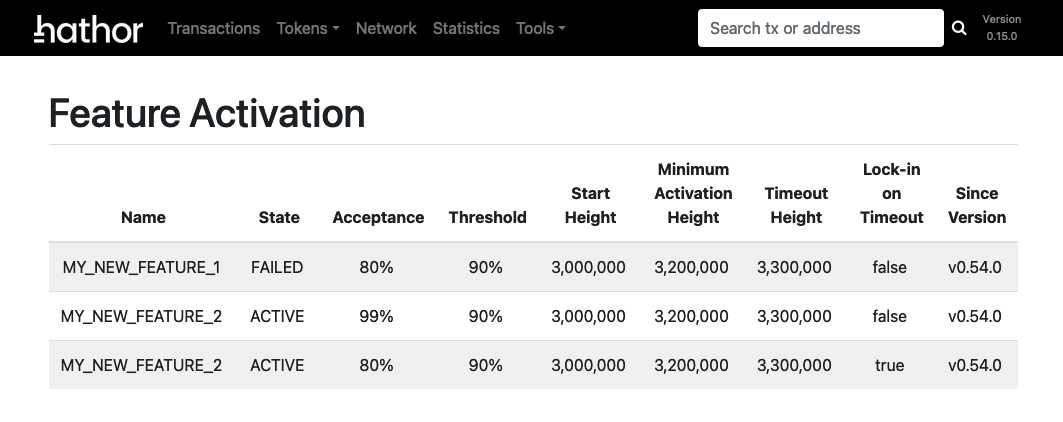 hathor Transactions Tokens Network Statistics Tools Search tx or address Version 0.15.0
Feature Activation
Name State Acceptance Threshold Start Height Minimum Activation Height Timeout Height Lock-in on Timeout Since Version
MY_NEW_FEATURE_1 FAILED 80% 90% 3,000,000 3,200,000 3,300,000 false v0.54.0
MY_NEW_FEATURE_2 ACTIVE 99% 90% 3,000,000 3,200,000 3,300,000 false v0.54.0
MY_NEW_FEATURE_2 ACTIVE 80% 90% 3,000,000 3,200,000 3,300,000 true v0.54.0